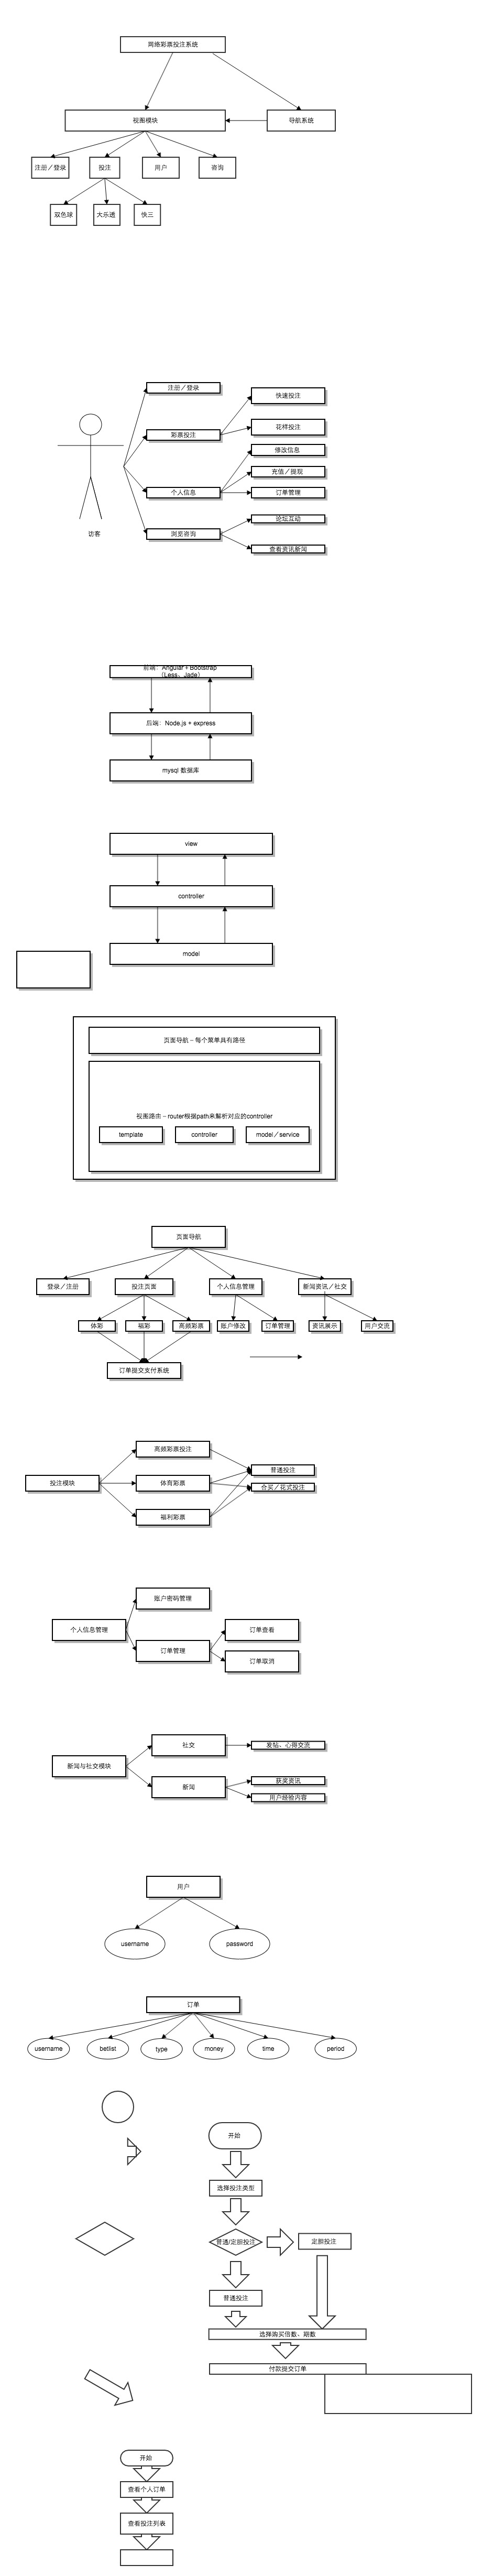 网络彩票投注系统
视图模块
导航系统
注册／登录
投注
用户
咨询
双色球
大乐透
快三
注册／登录
快速投注
花样投注
彩票投注
修改信息
充值／提现
个人信息
订单管理
论坛互动
浏览咨询
访客
查看资讯新闻
前端：Angular + Bootstrap
（Less、Jade）
后端：Node.js + express
mysql 数据库
view
controller
model
页面导航－每个菜单具有路径
视图路由－router根据path来解析对应的controller
template
controller
model／service
页面导航
登录／注册
投注页面
个人信息管理
新闻资讯／社交
体彩
福彩
高频彩票
账户修改
订单管理
资讯展示
用户交流
订单提交支付系统
高频彩票投注
普通投注
投注模块
体育彩票
合买／花式投注
福利彩票
账户密码管理
个人信息管理
订单查看
订单管理
订单取消
社交
发帖、心得交流
新闻与社交模块
新闻
获奖资讯
用户经验内容
用户
username
password
订单
username
betlist
type
money
time
period
开始
选择投注类型
普通/定胆投注
定胆投注
普通投注
选择购买倍数、期数
付款提交订单
开始
查看个人订单
查看投注列表